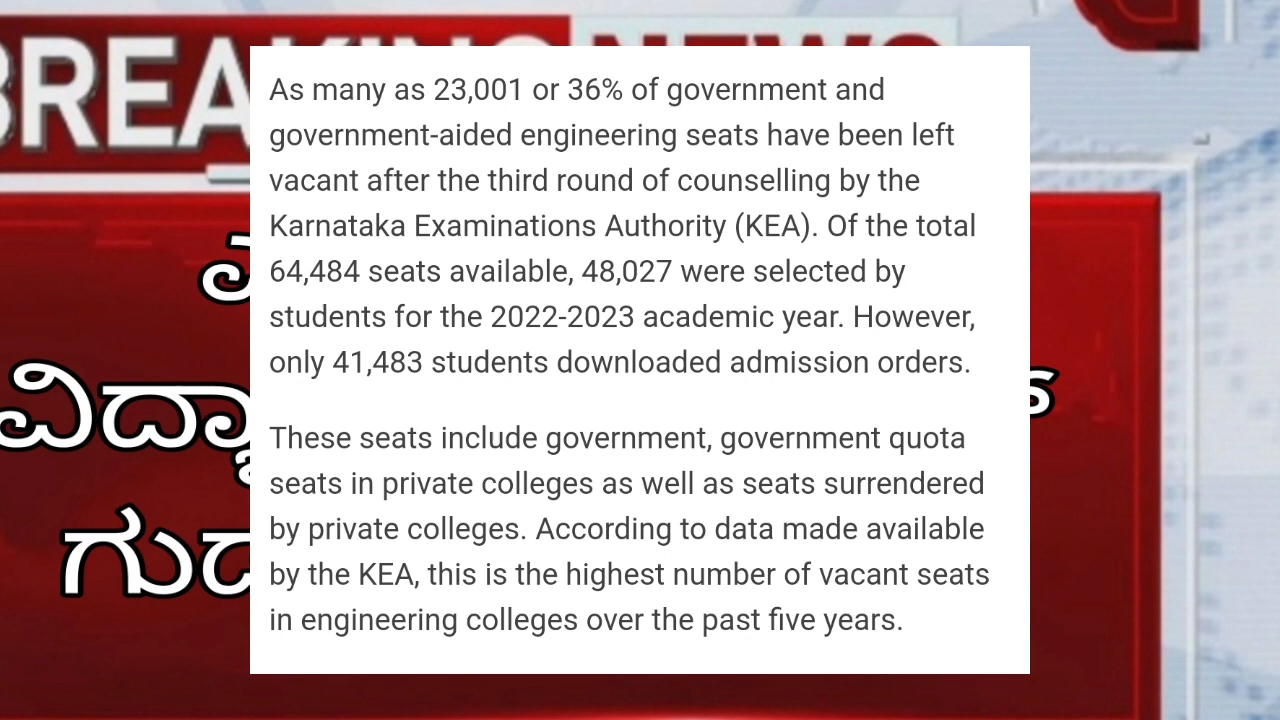 As many as 23,001 or 36% of government and
government-aided engineering seats have been left
vacant after the third round of counselling by the
Karnataka Examinations Authority (KEA). Of the total
64,484 seats available, 48,027 were selected by
students for the 2022-2023 academic year. However,
only 41,483 students downloaded admission orders.
These seats include government, government quota
seats in private colleges as well as seats surrendered
by private colleges. According to data made available
by the KEA, this is the highest number of vacant seats
in engineering colleges over the past five years.